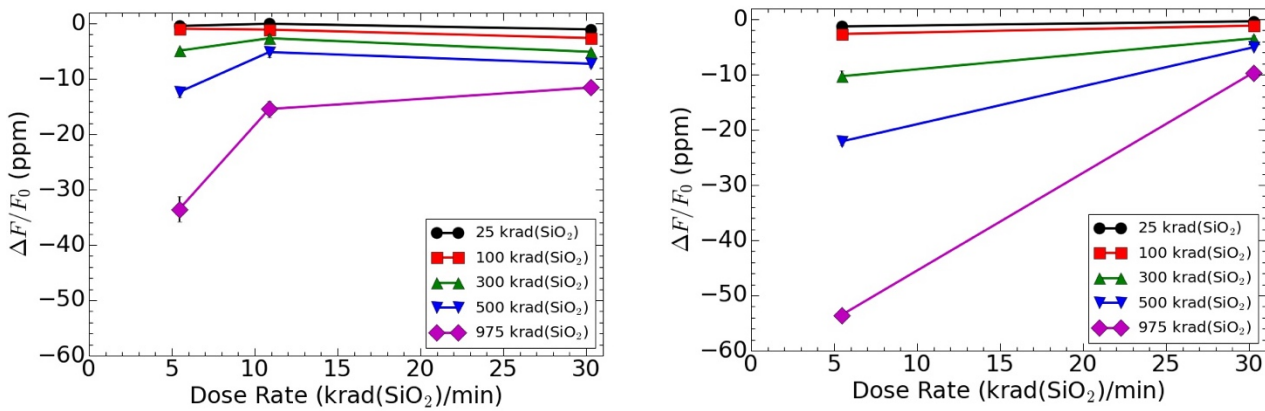 0
−10
−20
−30
−40
−50
−60
ΔF/F₀ (ppm)
25 krad(SiO₂)
100 krad(SiO₂)
300 krad(SiO₂)
500 krad(SiO₂)
975 krad(SiO₂)
0 5 10 15 20 25 30
Dose Rate (krad(SiO₂)/min)
0
−10
−20
−30
−40
−50
−60
ΔF/F₀ (ppm)
25 krad(SiO₂)
100 krad(SiO₂)
300 krad(SiO₂)
500 krad(SiO₂)
975 krad(SiO₂)
0 5 10 15 20 25 30
Dose Rate (krad(SiO₂)/min)